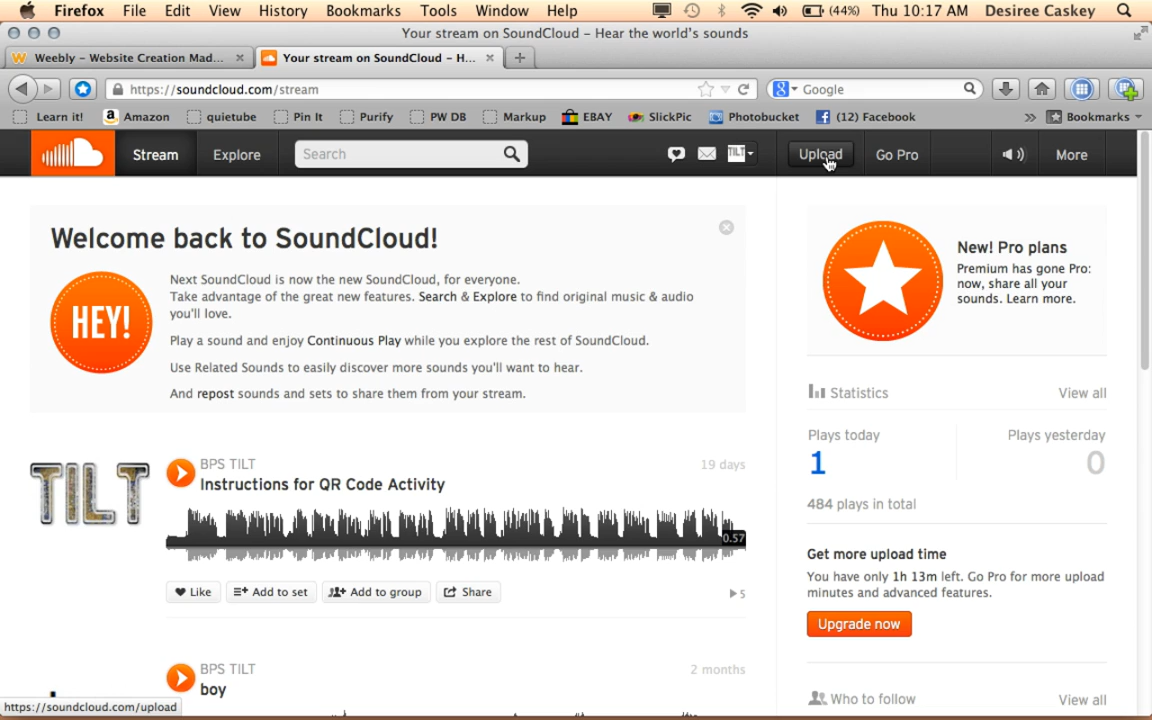 Firefox File Edit View History Bookmarks Tools Window Help (44%) Thu 10:17 AM Desiree Caskey
Your stream on SoundCloud – Hear the world's sounds
W Weebly – Website Creation Mad... × Your stream on SoundCloud – H... × +
https://soundcloud.com/stream Google
Learn it! Amazon quietube Pin It Purify PW DB Markup EBAY SlickPic Photobucket (12) Facebook » Bookmarks
Stream Explore Search TILT Upload Go Pro More
Welcome back to SoundCloud!
HEY!
Next SoundCloud is now the new SoundCloud, for everyone.
Take advantage of the great new features. Search & Explore to find original music & audio
you'll love.
Play a sound and enjoy Continuous Play while you explore the rest of SoundCloud.
Use Related Sounds to easily discover more sounds you'll want to hear.
And repost sounds and sets to share them from your stream.
New! Pro plans
Premium has gone Pro:
now, share all your
sounds. Learn more.
Statistics View all
Plays today Plays yesterday
1 0
484 plays in total
Get more upload time
You have only 1h 13m left. Go Pro for more upload
minutes and advanced features.
Upgrade now
Who to follow View all
TILT
BPS TILT 19 days
Instructions for QR Code Activity
0.57
Like Add to set Add to group Share 5
BPS TILT 2 months
boy
https://soundcloud.com/upload